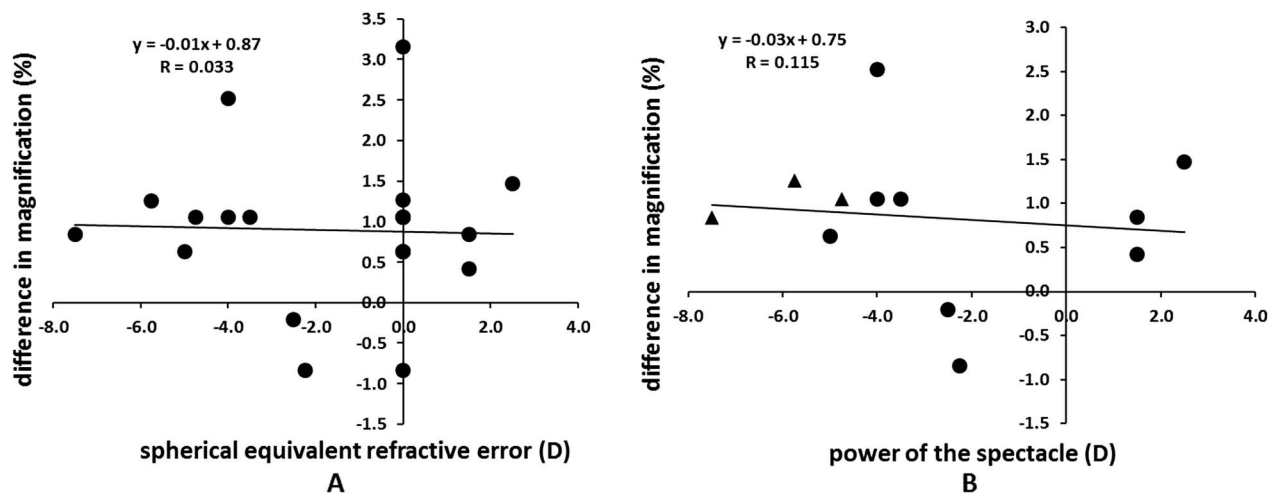 y = -0.01x + 0.87
R = 0.033
difference in magnification (%)
3.5
3.0
2.5
2.0
1.5
1.0
0.5
0.0
-0.5
-1.0
-1.5
-8.0 -6.0 -4.0 -2.0 0.0 2.0 4.0
spherical equivalent refractive error (D)
A
y = -0.03x + 0.75
R = 0.115
difference in magnification (%)
3.0
2.5
2.0
1.5
1.0
0.5
0.0
-0.5
-1.0
-1.5
-8.0 -6.0 -4.0 -2.0 0.0 2.0 4.0
power of the spectacle (D)
B